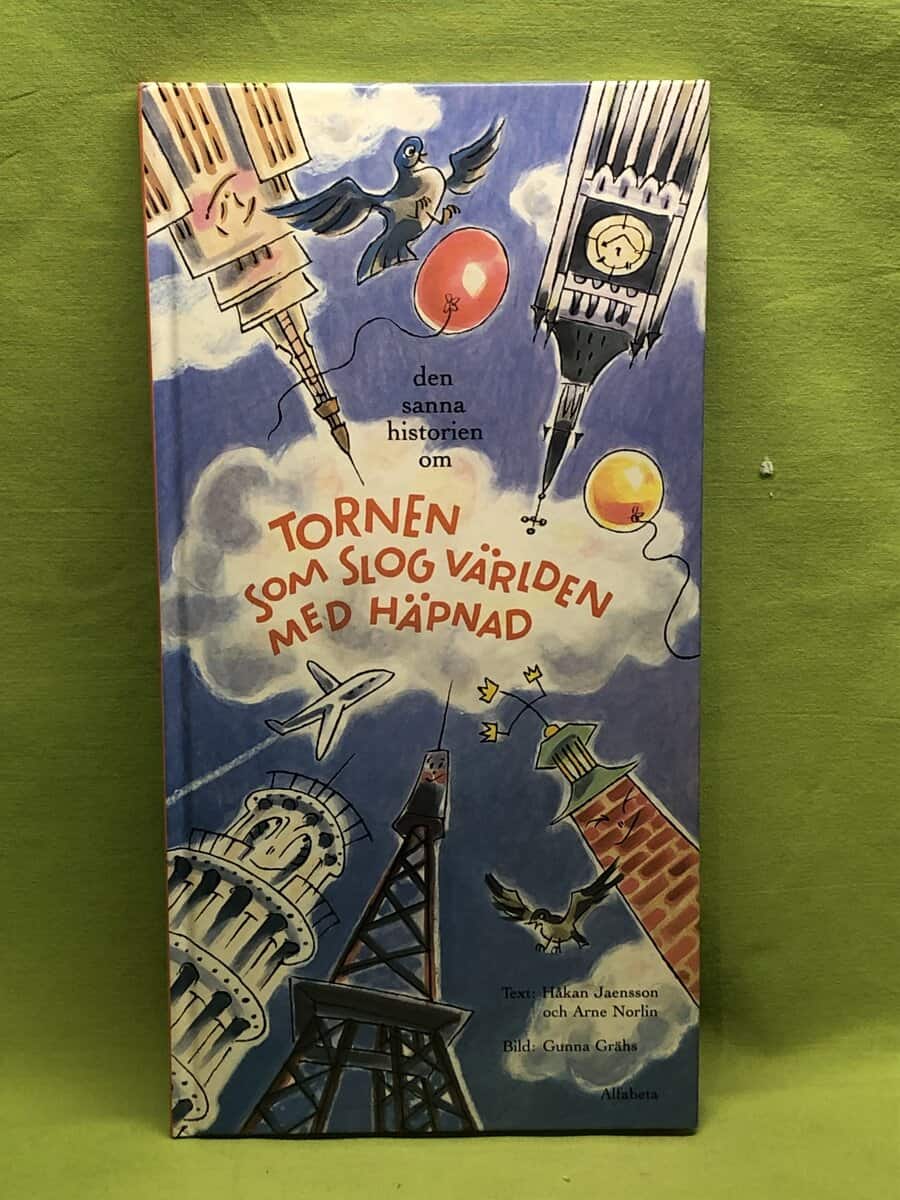 den
sanna
historien
om
TORNEN
SOM SLOG VÄRLDEN
MED HÄPNAD
Text: Håkan Jaensson
och Arne Norlin
Bild: Gunna Grähs
Alfabeta